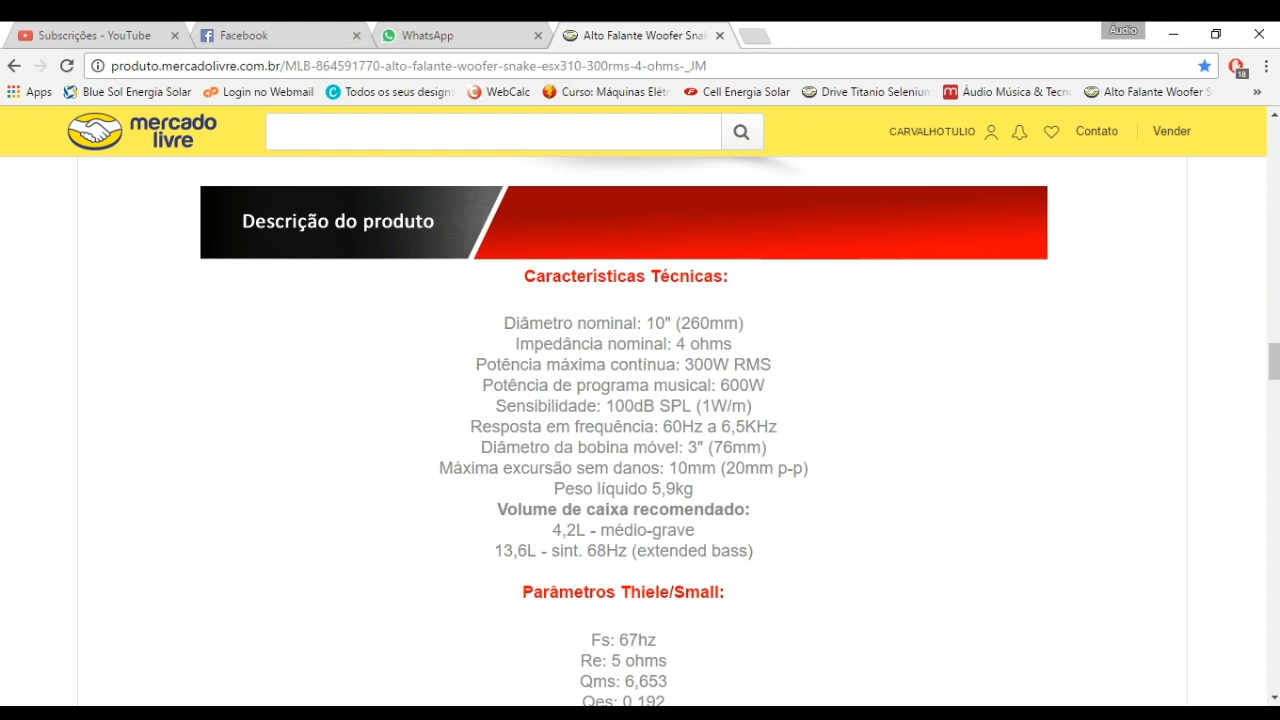 Subscrições - YouTube
Facebook
WhatsApp
Alto Falante Woofer Snak
Áudio
produto.mercadolivre.com.br/MLB-864591770-alto-falante-woofer-snake-esx310-300rms-4-ohms-_JM
18
Apps
Blue Sol Energia Solar
Login no Webmail
Todos os seus designs
WebCalc
Curso: Máquinas Elétr
Cell Energia Solar
Drive Titanio Selenium
Áudio Música & Tecn
Alto Falante Woofer S
mercado
livre
CARVALHOTULIO
Contato
Vender
Descrição do produto
Características Técnicas:
Diâmetro nominal: 10" (260mm)
Impedância nominal: 4 ohms
Potência máxima contínua: 300W RMS
Potência de programa musical: 600W
Sensibilidade: 100dB SPL (1W/m)
Resposta em frequência: 60Hz a 6,5KHz
Diâmetro da bobina móvel: 3" (76mm)
Máxima excursão sem danos: 10mm (20mm p-p)
Peso líquido 5,9kg
Volume de caixa recomendado:
4,2L - médio-grave
13,6L - sint. 68Hz (extended bass)
Parâmetros Thiele/Small:
Fs: 67hz
Re: 5 ohms
Qms: 6,653
Qes: 0,192